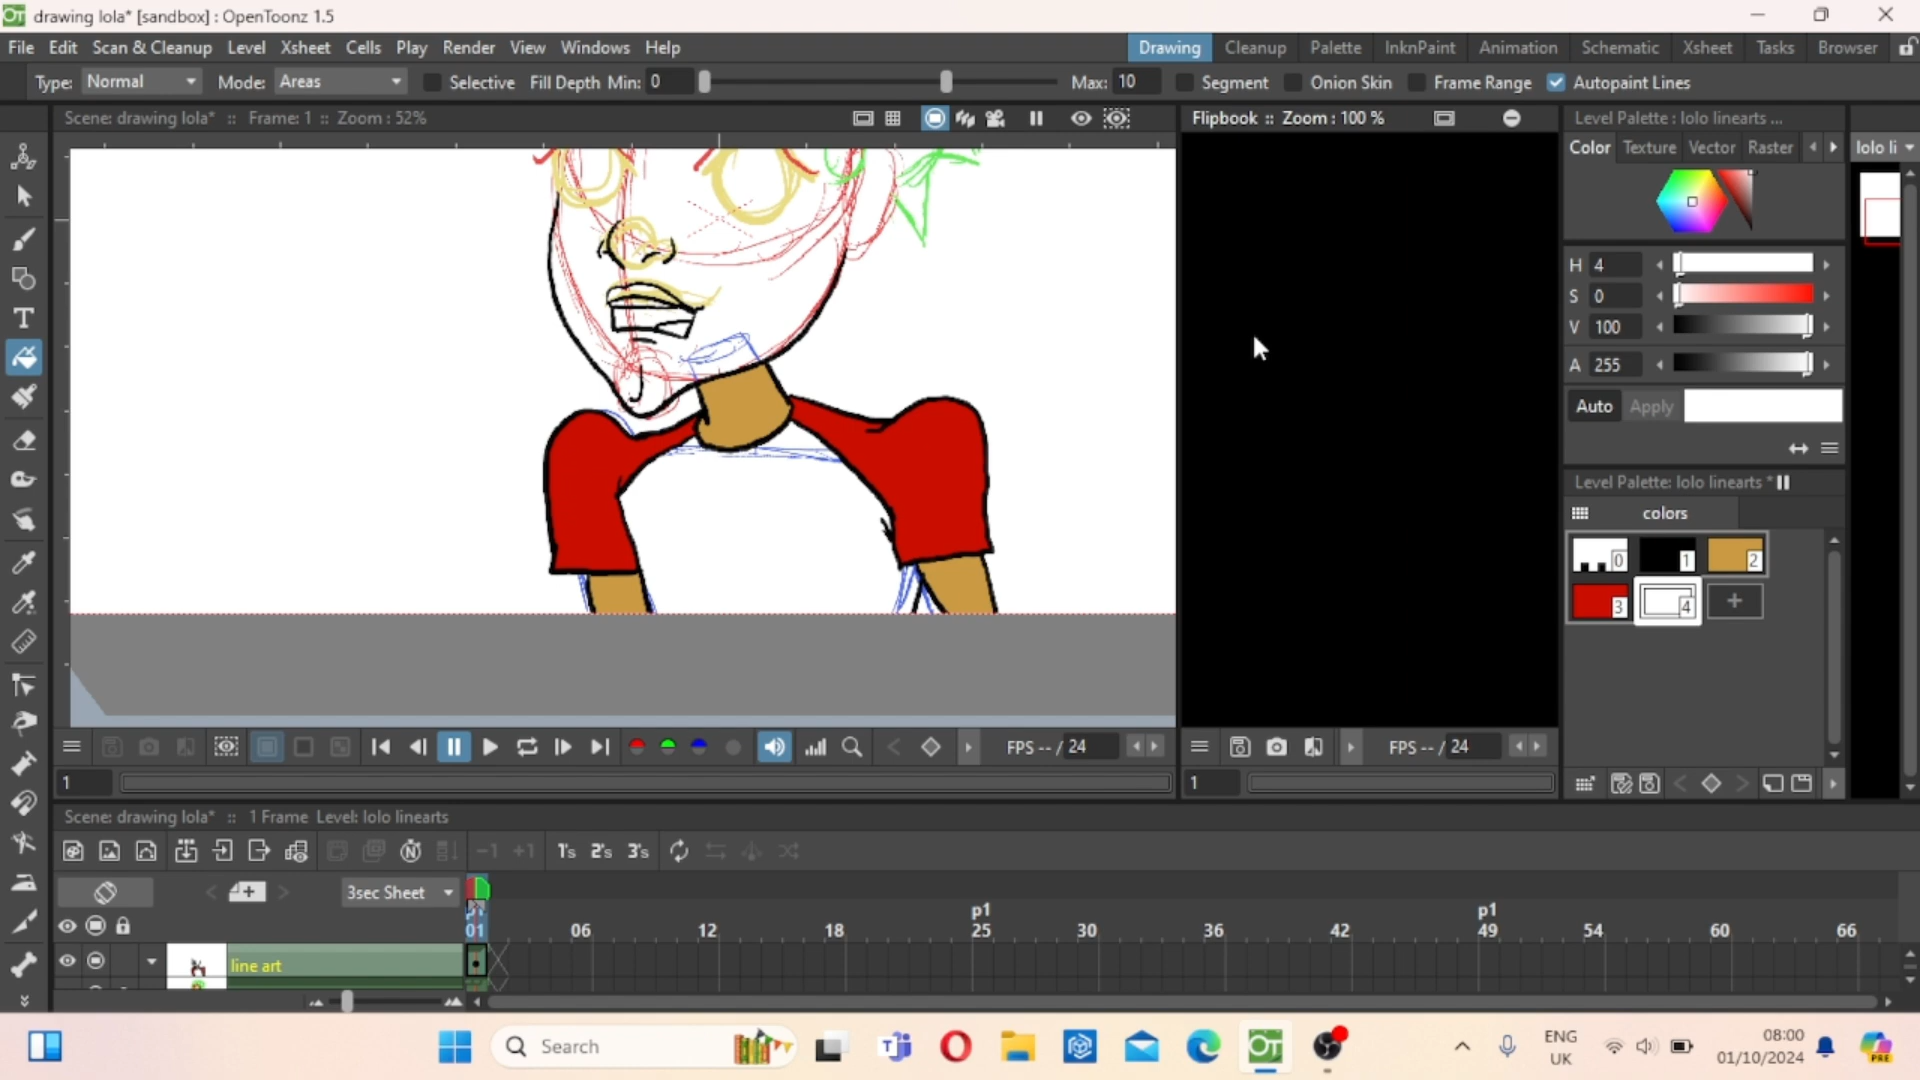 drawing lola* [sandbox] : OpenToonz 1.5
File Edit Scan & Cleanup Level Xsheet Cells Play Render View Windows Help
Drawing Cleanup Palette InknPaint Animation Schematic Xsheet Tasks Browser
Type: Normal Mode: Areas Selective Fill Depth Min: 0 Max: 10 Segment Onion Skin Frame Range Autopaint Lines
Scene: drawing lola* :: Frame: 1 :: Zoom : 52%
Flipbook :: Zoom : 100 %
Level Palette : lolo linearts ...
Color Texture Vector Raster
lolo li
H 4
S 0
V 100
A 255
Auto Apply
Level Palette: lolo linearts *
colors
0 1 2
3 4 +
FPS -- / 24
FPS -- / 24
1
1
Scene: drawing lola* :: 1 Frame Level: lolo linearts
-1 +1 1's 2's 3's
3sec Sheet
p1 p1
01 06 12 18 25 30 36 42 49 54 60 66
line art
Search
ENG
UK
08:00
01/10/2024
PRE